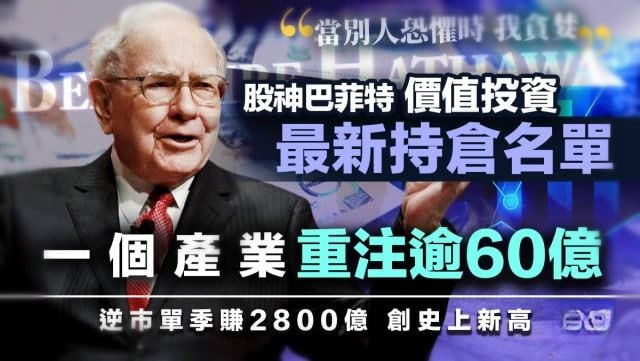 “當別人恐懼時 我貪婪
BERKSHIRE HATHAWAY
股神巴菲特 價值投資
最新持倉名單
一個產業重注逾60億
逆市單季賺2800億 創史上新高